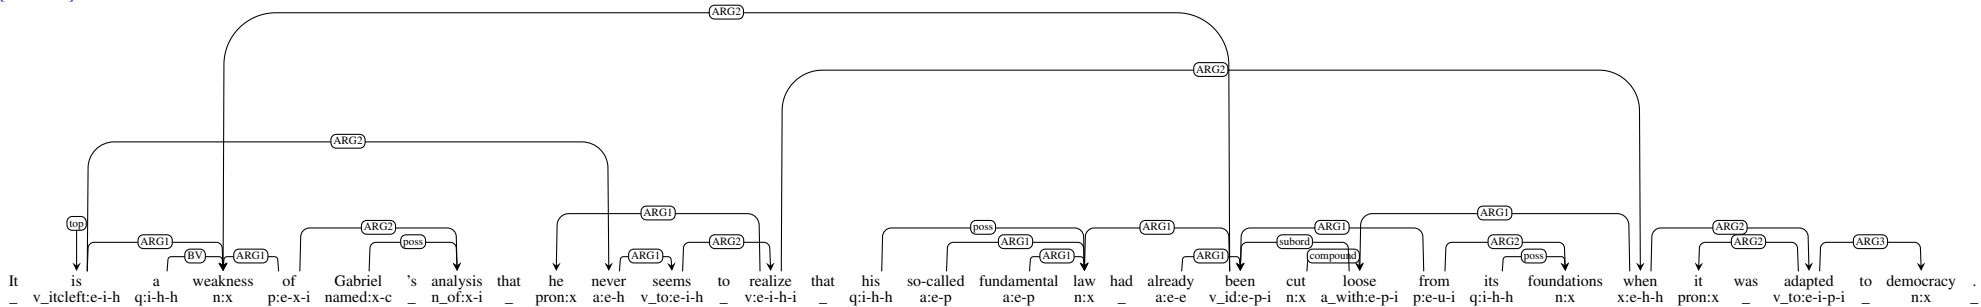 ARG2
ARG2
ARG2
top ARG1 poss ARG1 ARG1 ARG1
ARG1 ARG2 ARG2
BV ARG1 poss ARG1 ARG2 ARG1 ARG1 ARG1 subord compound ARG2 poss ARG2 ARG3
It is a weakness of Gabriel 's analysis that he never seems to realize that his so-called fundamental law had already been cut loose from its foundations when it was adapted to democracy .
_ v_itcleft:e-i-h q:i-h-h n:x p:e-x-i named:x-c _ n_of:x-i _ pron:x a:e-h v_to:e-i-h _ v:e-i-h-i _ q:i-h-h a:e-p a:e-p n:x _ a:e-e v_id:e-p-i n:x a_with:e-p-i p:e-u-i q:i-h-h n:x x:e-h-h pron:x _ v_to:e-i-p-i _ n:x _